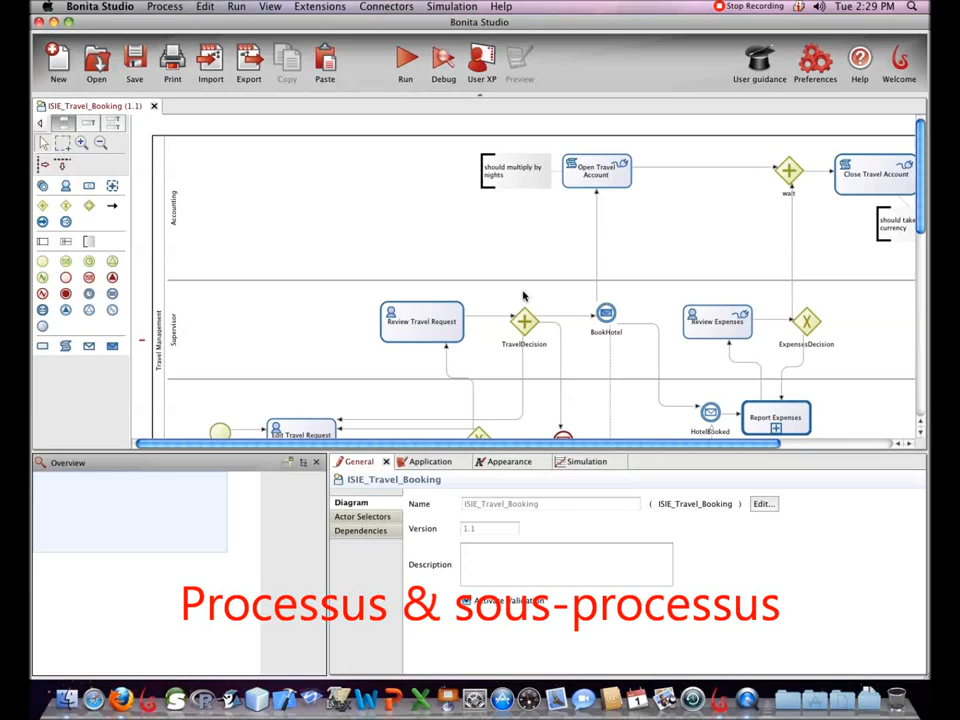 Bonita Studio Process Edit Run View Extensions Connectors Simulation Help Stop Recording Tue 2:29 PM
Bonita Studio
New Open Save Print Import Export Copy Paste Run Debug User XP Preview User guidance Preferences Help Welcome
ISIE_Travel_Booking (1.1)
should multiply by
nights
Open Travel
Account
wait
Close Travel Account
should take
currency
Accounting
Travel Management
Supervisor
Review Travel Request
TravelDecision
BookHotel
Review Expenses
ExpensesDecision
Edit Travel Request
HotelBooked
Report Expenses
Overview
General Application Appearance Simulation
ISIE_Travel_Booking
Diagram
Actor Selectors
Dependencies
Name ISIE_Travel_Booking ( ISIE_Travel_Booking ) Edit...
Version 1.1
Description
Activate validation
Processus & sous-processus